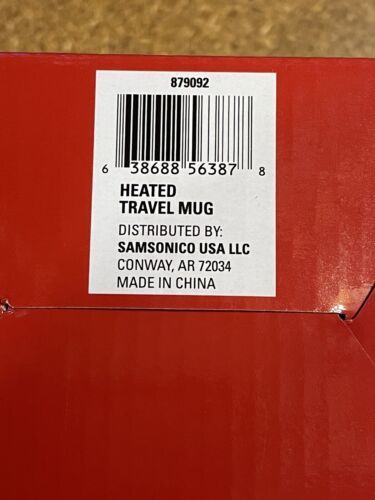 879092
6 38688 56387 8
HEATED
TRAVEL MUG
DISTRIBUTED BY:
SAMSONICO USA LLC
CONWAY, AR 72034
MADE IN CHINA